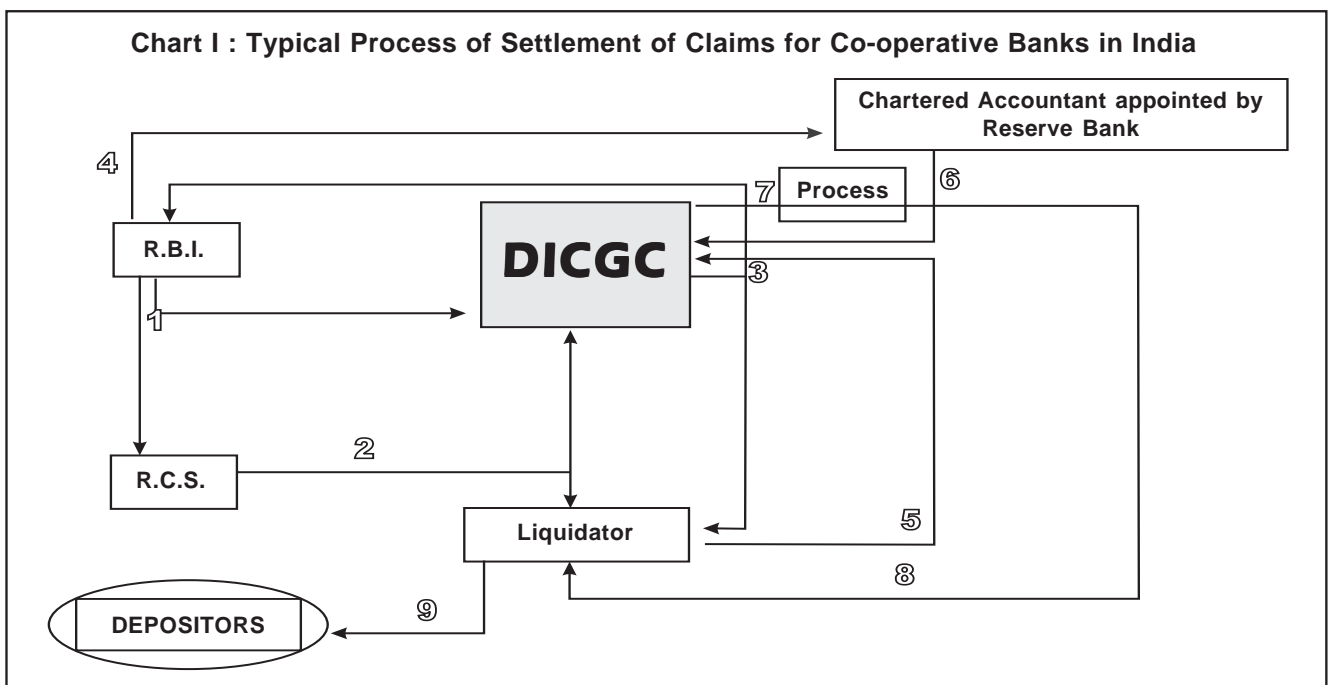 Chart I : Typical Process of Settlement of Claims for Co-operative Banks in India
Chartered Accountant appointed by
Reserve Bank
4
7
Process
6
R.B.I.
DICGC
3
1
2
R.C.S.
Liquidator
5
8
9
DEPOSITORS